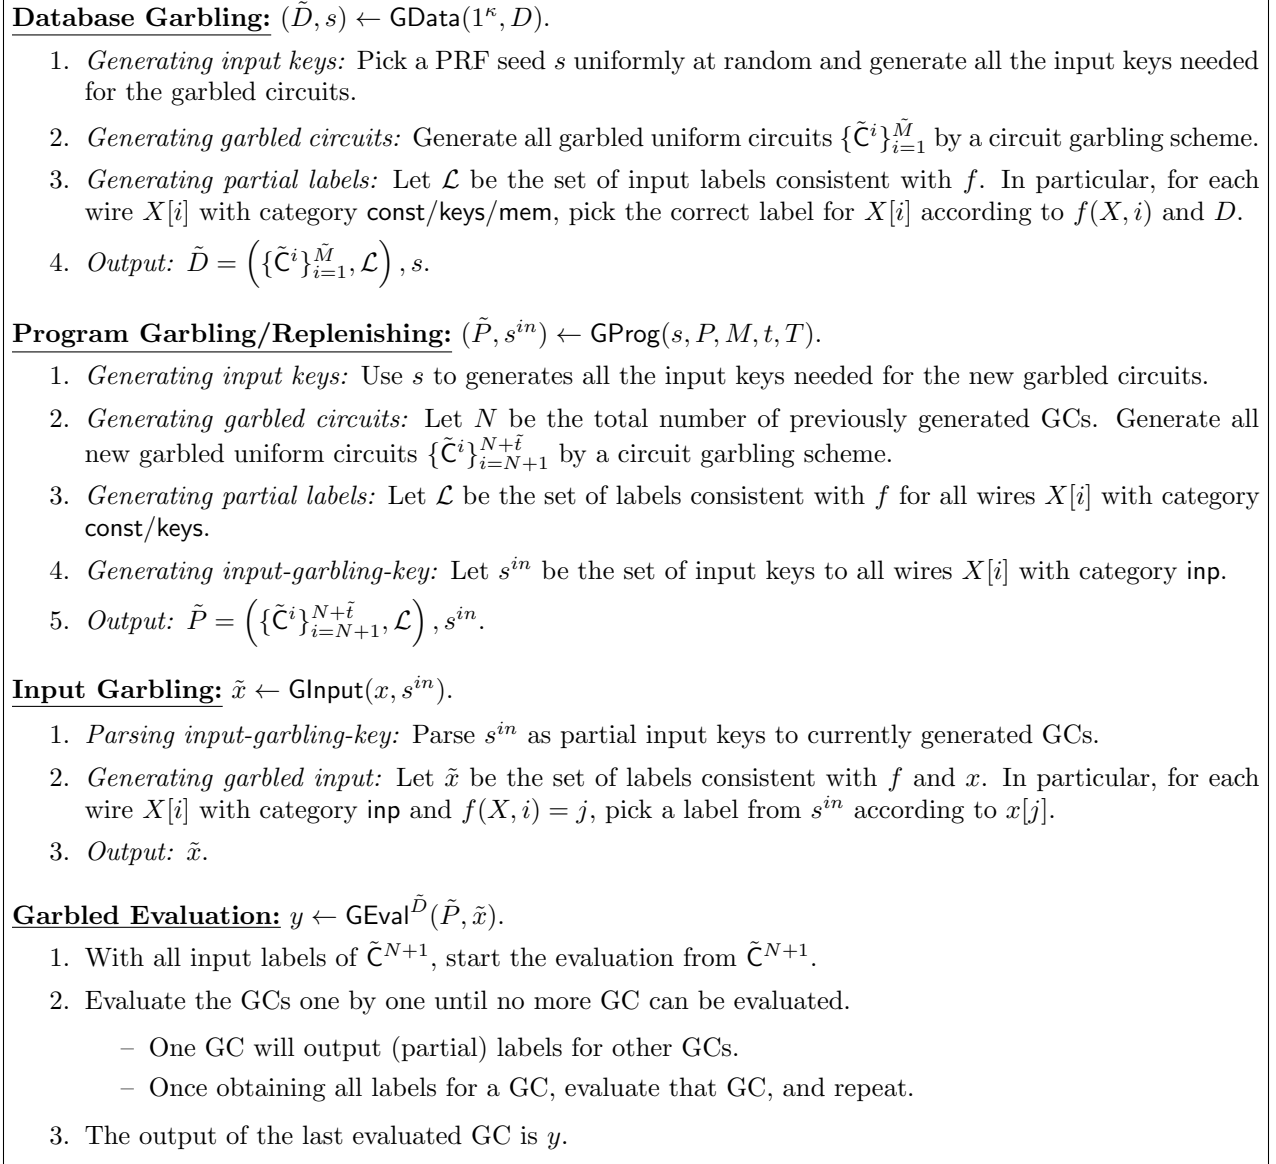 Database Garbling: (D̃, s) ← GData(1^κ, D).
1. Generating input keys: Pick a PRF seed s uniformly at random and generate all the input keys needed
for the garbled circuits.
2. Generating garbled circuits: Generate all garbled uniform circuits {C̃^i}_{i=1}^{M̃} by a circuit garbling scheme.
3. Generating partial labels: Let ℒ be the set of input labels consistent with f. In particular, for each
wire X[i] with category const/keys/mem, pick the correct label for X[i] according to f(X, i) and D.
4. Output: D̃ = ({C̃^i}_{i=1}^{M̃}, ℒ), s.
Program Garbling/Replenishing: (P̃, s^{in}) ← GProg(s, P, M, t, T).
1. Generating input keys: Use s to generates all the input keys needed for the new garbled circuits.
2. Generating garbled circuits: Let N be the total number of previously generated GCs. Generate all
new garbled uniform circuits {C̃^i}_{i=N+1}^{N+t̃} by a circuit garbling scheme.
3. Generating partial labels: Let ℒ be the set of labels consistent with f for all wires X[i] with category
const/keys.
4. Generating input-garbling-key: Let s^{in} be the set of input keys to all wires X[i] with category inp.
5. Output: P̃ = ({C̃^i}_{i=N+1}^{N+t̃}, ℒ), s^{in}.
Input Garbling: x̃ ← GInput(x, s^{in}).
1. Parsing input-garbling-key: Parse s^{in} as partial input keys to currently generated GCs.
2. Generating garbled input: Let x̃ be the set of labels consistent with f and x. In particular, for each
wire X[i] with category inp and f(X, i) = j, pick a label from s^{in} according to x[j].
3. Output: x̃.
Garbled Evaluation: y ← GEval^{D̃}(P̃, x̃).
1. With all input labels of C̃^{N+1}, start the evaluation from C̃^{N+1}.
2. Evaluate the GCs one by one until no more GC can be evaluated.
– One GC will output (partial) labels for other GCs.
– Once obtaining all labels for a GC, evaluate that GC, and repeat.
3. The output of the last evaluated GC is y.